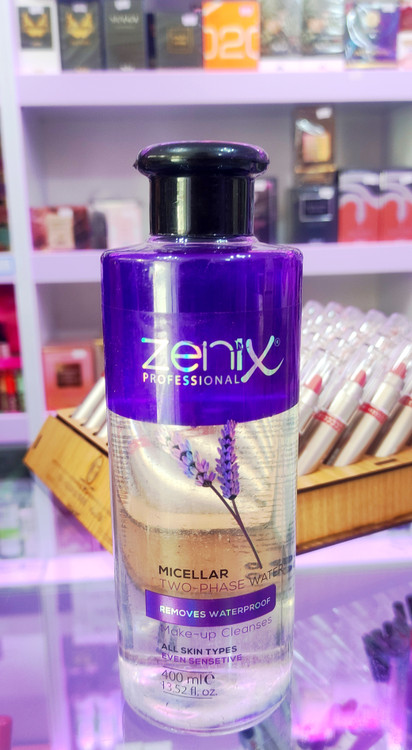 zenix®
PROFESSIONAL
MICELLAR
TWO-PHASE WATER
REMOVES WATERPROOF
Make-up Cleanses
ALL SKIN TYPES
EVEN SENSETIVE
400 ml e
13.52 fl. oz.